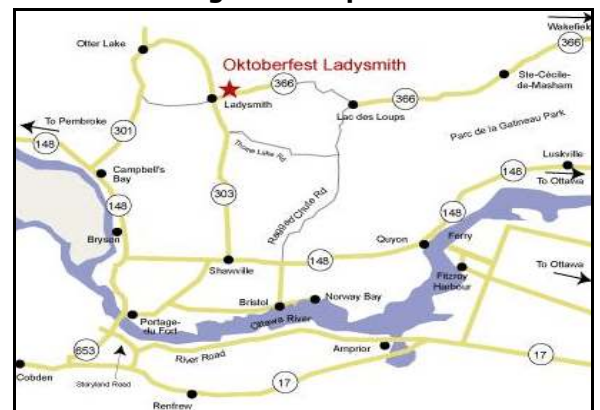 Wakefield
366
Otter Lake
Oktoberfest Ladysmith
366
Ste-Cécile-
de-Masham
Ladysmith
366
Lac des Loups
To Pembroke
148
301
Parc de la Gatineau Park
Thorne Lake Rd
Luskville
148
To Ottawa
Campbell's
Bay
303
148
Ragged Chute Rd
148
Bryson
Quyon
Ferry
148
Shawville
To Ottawa
Fitzroy
Harbour
Bristol
Norway Bay
Portage-
du Fort
Ottawa River
653
River Road
Arnprior
17
Cobden
Storyland Road
17
Renfrew